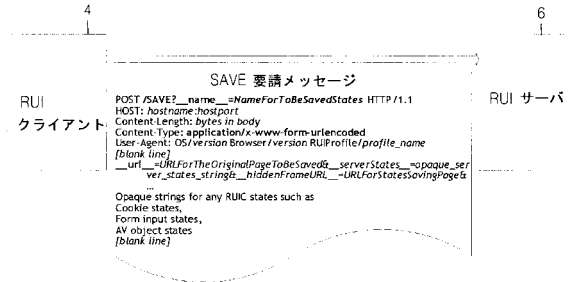 4
6
SAVE 要請メッセージ
RUI
クライアント
RUI サーバ
POST /SAVE?__name__=NameForToBeSavedStates HTTP/1.1
HOST: hostname:hostport
Content-Length: bytes in body
Content-Type: application/x-www-form-urlencoded
User-Agent: OS/version Browser/version RUIProfile/profile_name
[blank line]
__url__=URLForTheOriginalPageToBeSaved&__serverStates__=opaque_ser
ver_states_string&__hiddenFrameURL__=URLForStatesSavingPage&
...
Opaque strings for any RUIC states such as
Cookie states,
Form input states,
AV object states
[blank line]